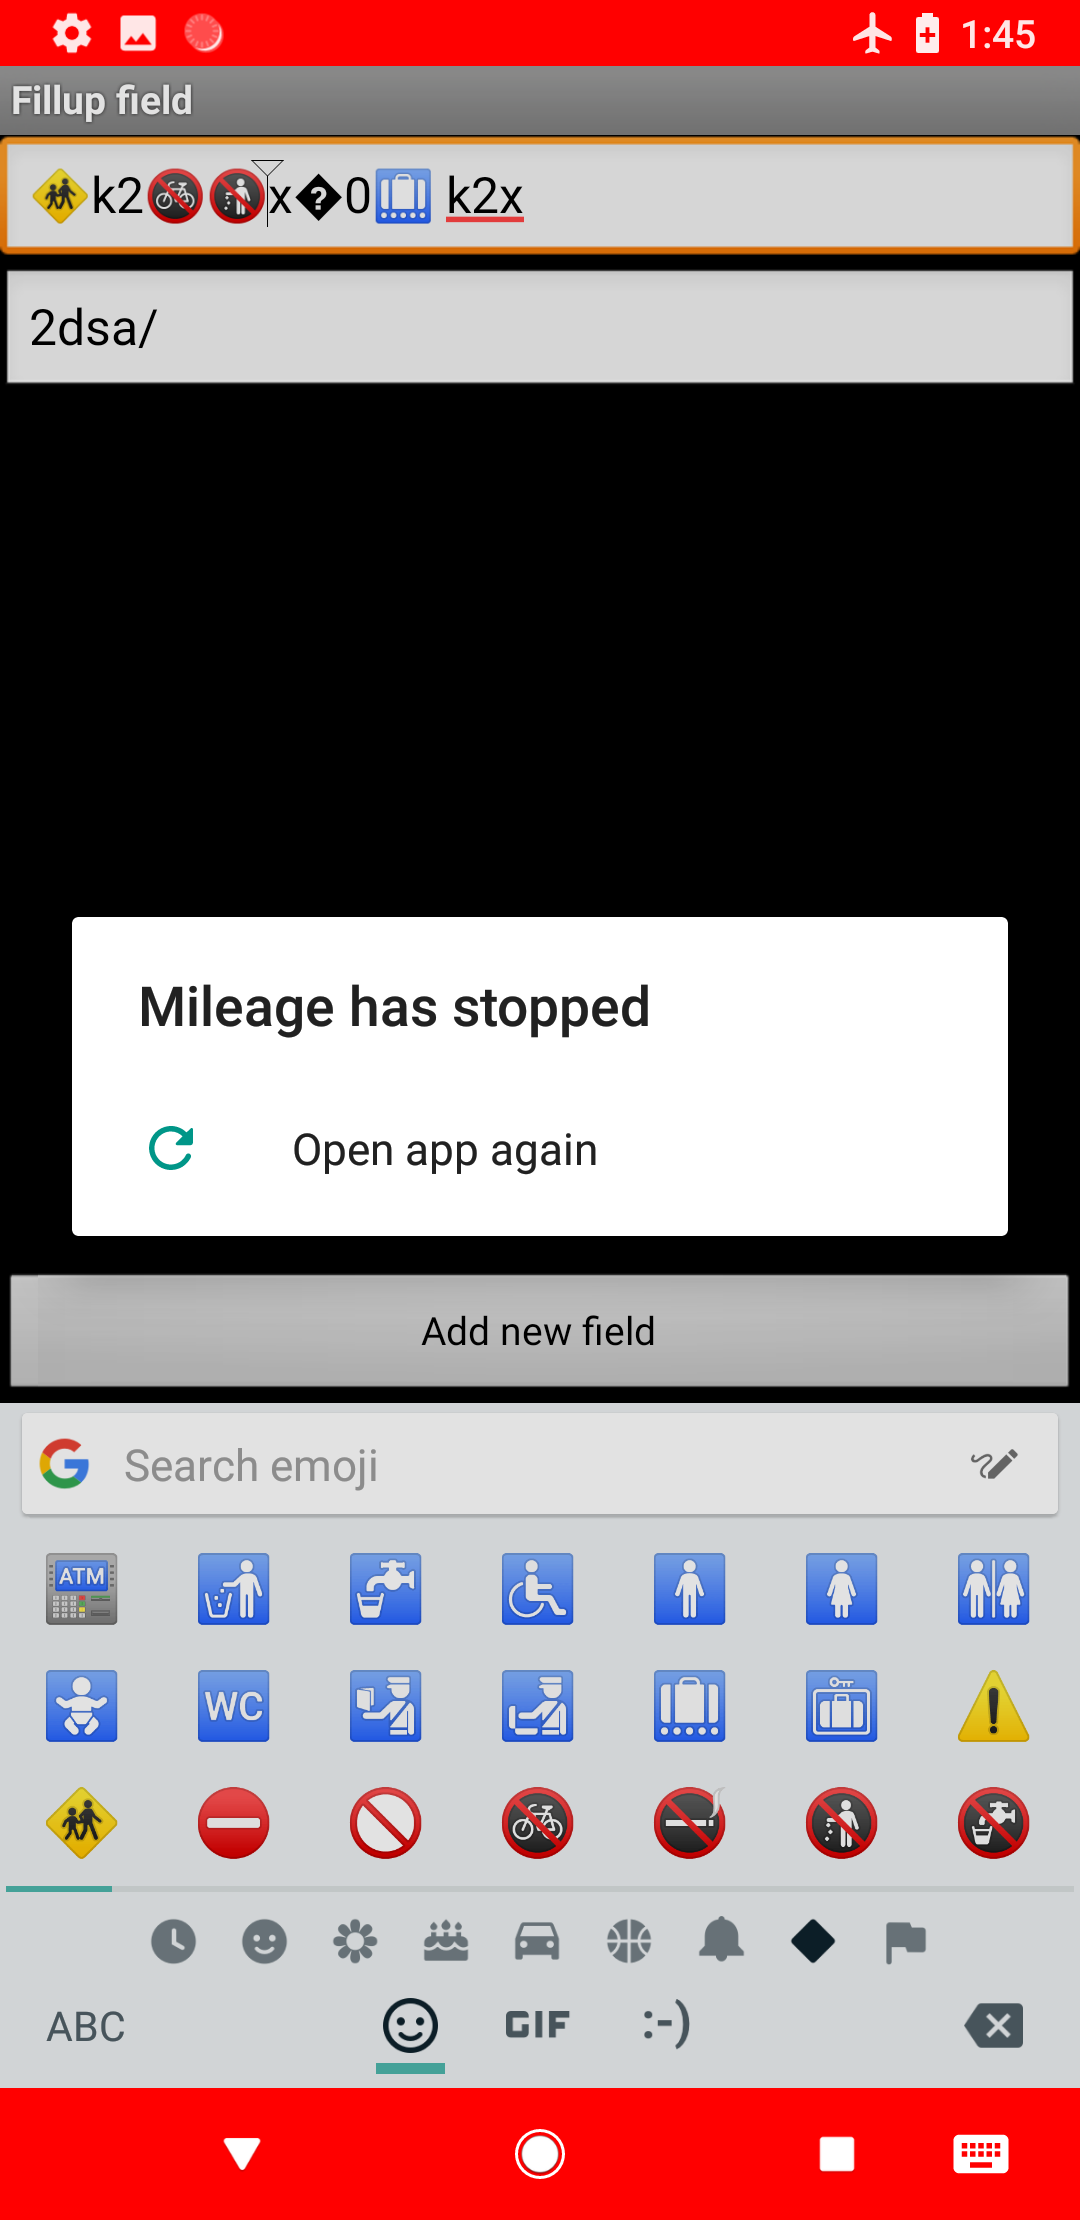 1:45
Fillup field
🚸k2🚳🚯x�0🛄 k2x
2dsa/
Mileage has stopped
Open app again
Add new field
G Search emoji
ATM
WC
ABC GIF :-)